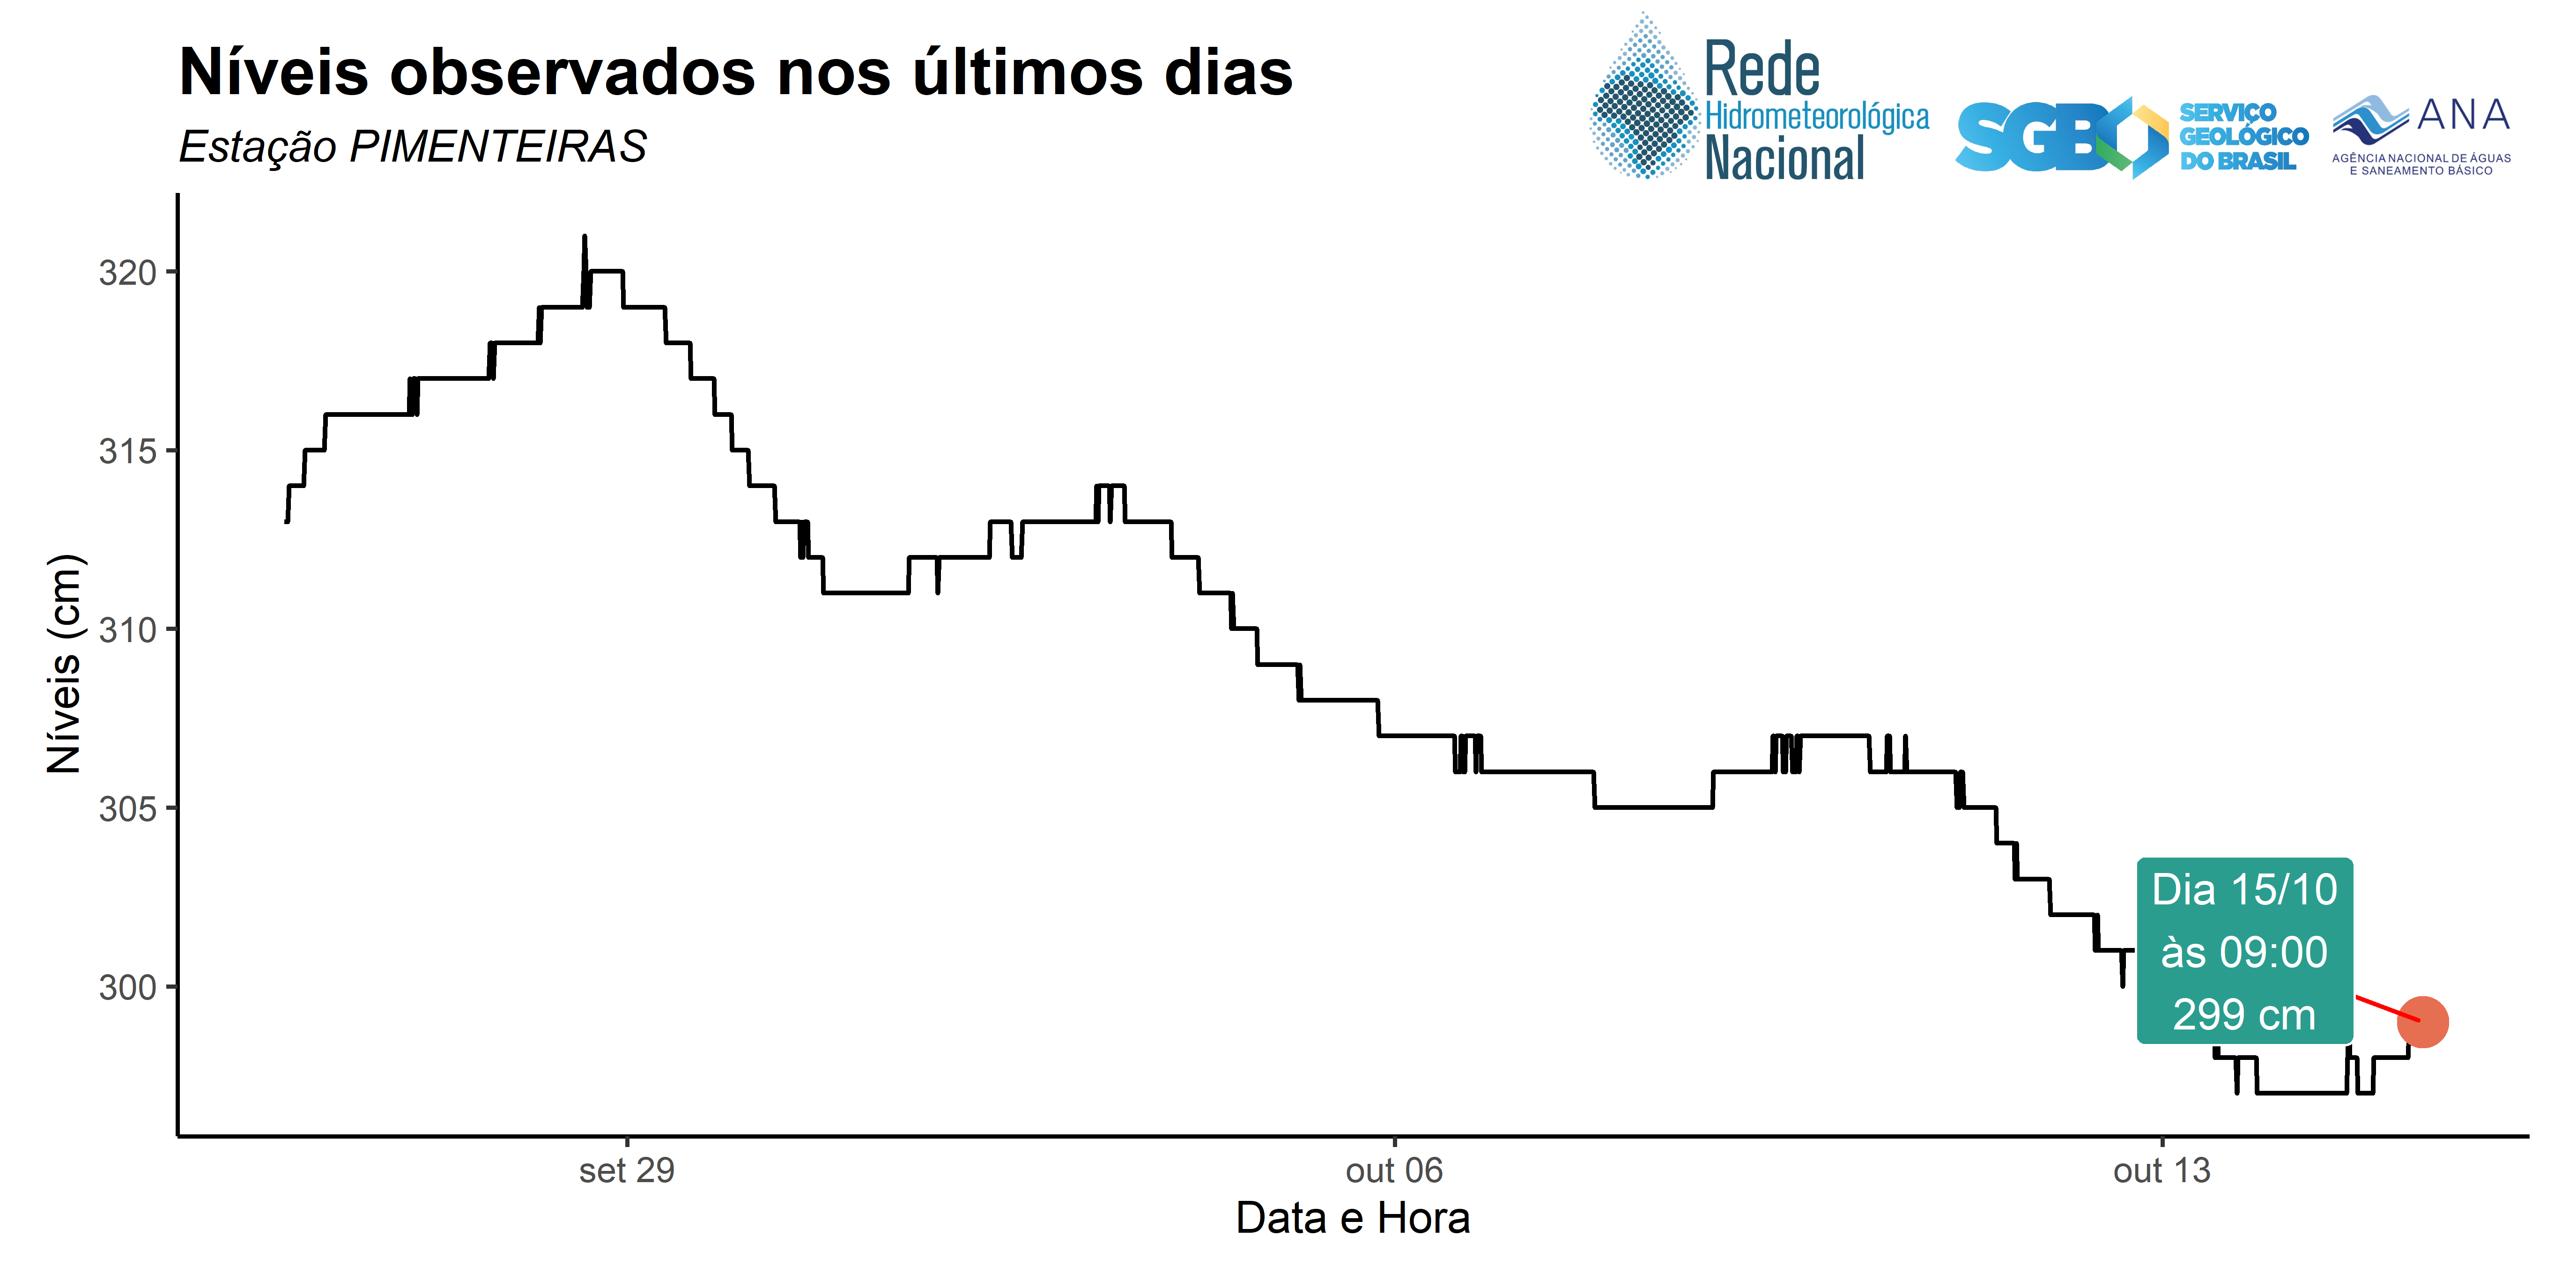 Níveis observados nos últimos dias
Estação PIMENTEIRAS
Rede
Hidrometeorológica
Nacional
SGB
SERVIÇO
GEOLÓGICO
DO BRASIL
ANA
AGÊNCIA NACIONAL DE ÁGUAS
E SANEAMENTO BÁSICO
Níveis (cm)
320
315
310
305
300
Dia 15/10
às 09:00
299 cm
set 29
out 06
out 13
Data e Hora